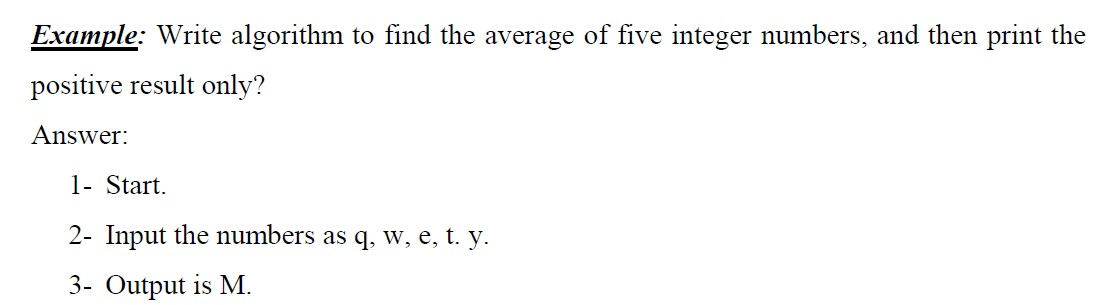 Example: Write algorithm to find the average of five integer numbers, and then print the
positive result only?
Answer:
1- Start.
2- Input the numbers as q, w, e, t. y.
3- Output is M.